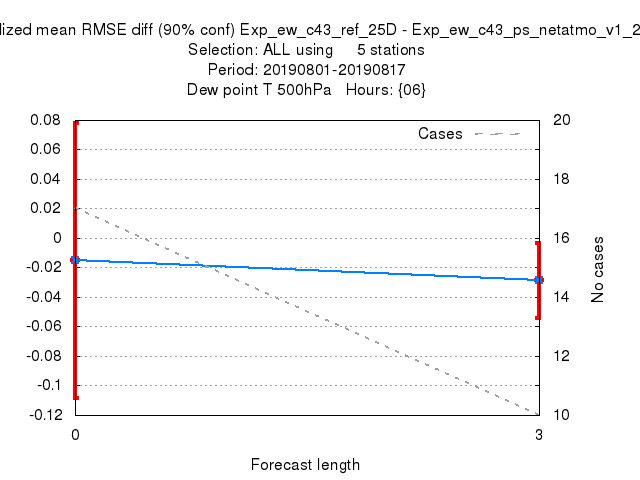 lized mean RMSE diff (90% conf) Exp_ew_c43_ref_25D - Exp_ew_c43_ps_netatmo_v1_2
Selection: ALL using 5 stations
Period: 20190801-20190817
Dew point T 500hPa Hours: {06}
Cases
0.08
0.06
0.04
0.02
0
-0.02
-0.04
-0.06
-0.08
-0.1
-0.12
20
18
16
14
12
10
No cases
0
3
Forecast length